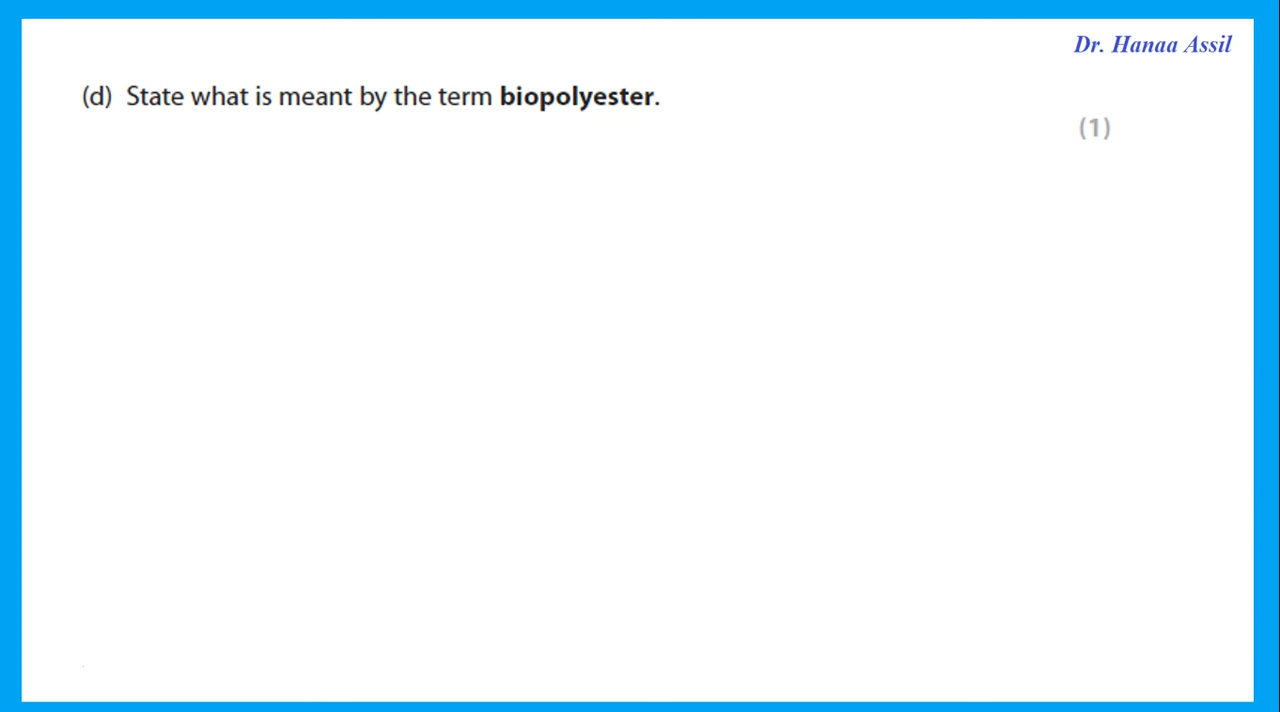 Dr. Hanaa Assil
(d) State what is meant by the term biopolyester.
(1)